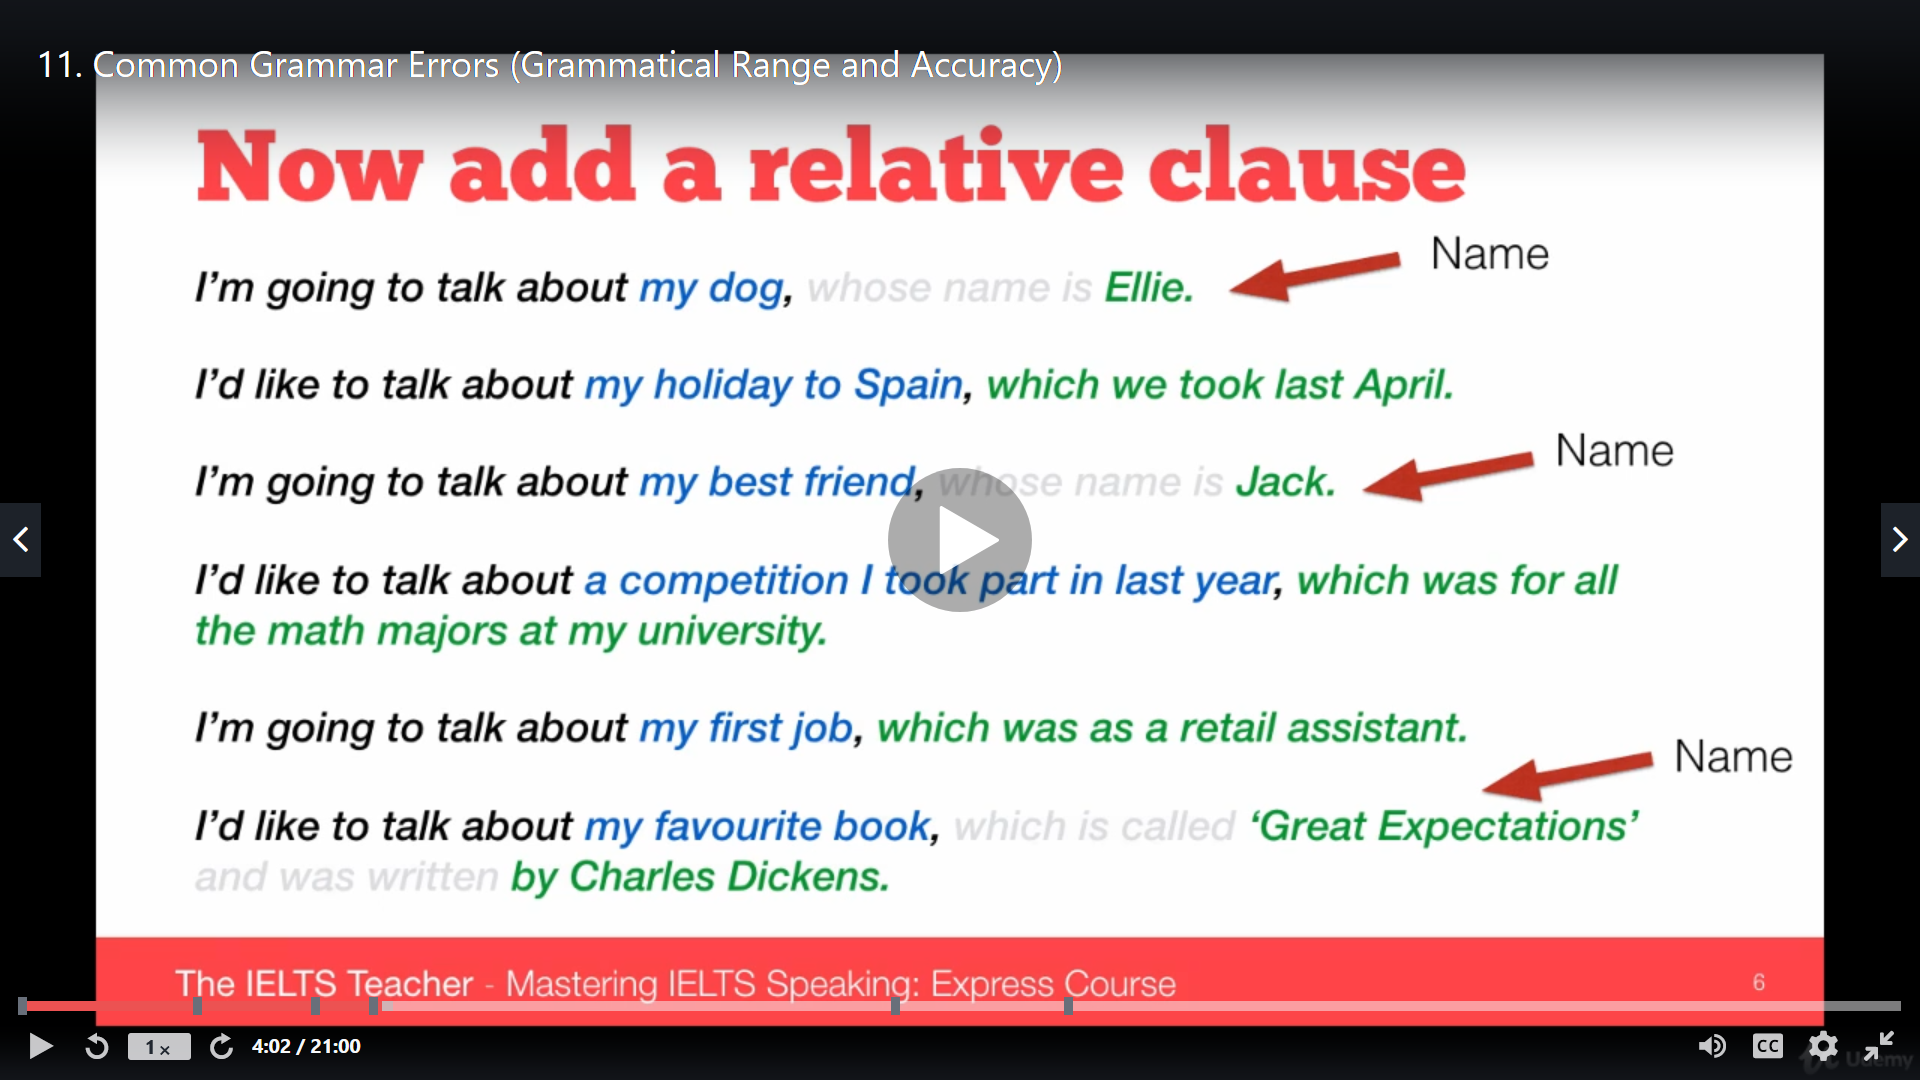 11. Common Grammar Errors (Grammatical Range and Accuracy)
Now add a relative clause
Name
I'm going to talk about my dog, whose name is Ellie.
I'd like to talk about my holiday to Spain, which we took last April.
Name
I'm going to talk about my best friend, whose name is Jack.
I'd like to talk about a competition I took part in last year, which was for all
the math majors at my university.
I'm going to talk about my first job, which was as a retail assistant.
Name
I'd like to talk about my favourite book, which is called ‘Great Expectations’
and was written by Charles Dickens.
The IELTS Teacher - Mastering IELTS Speaking: Express Course
6
1x
4:02 / 21:00
CC
Udemy